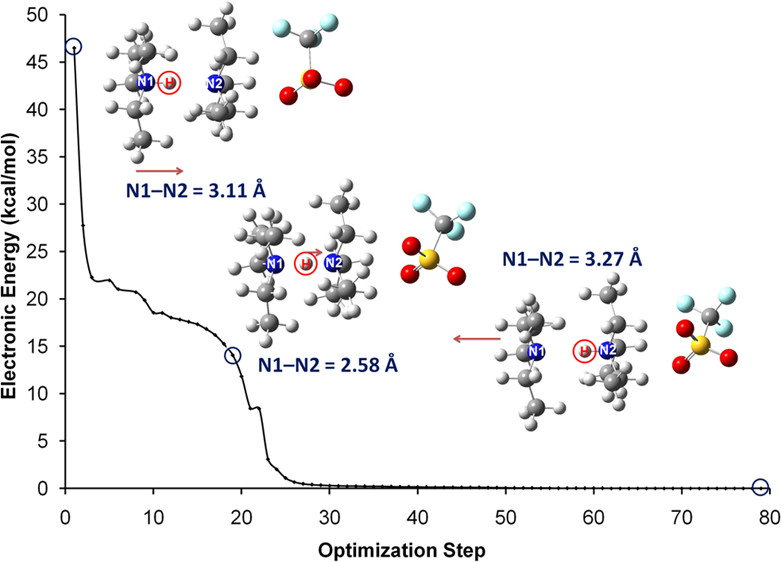 Electronic Energy (kcal/mol)
50
45
40
35
30
25
20
15
10
5
0
N1 H N2
N1–N2 = 3.11 Å
N1 H N2
N1–N2 = 2.58 Å
N1–N2 = 3.27 Å
N1 H N2
0 10 20 30 40 50 60 70 80
Optimization Step